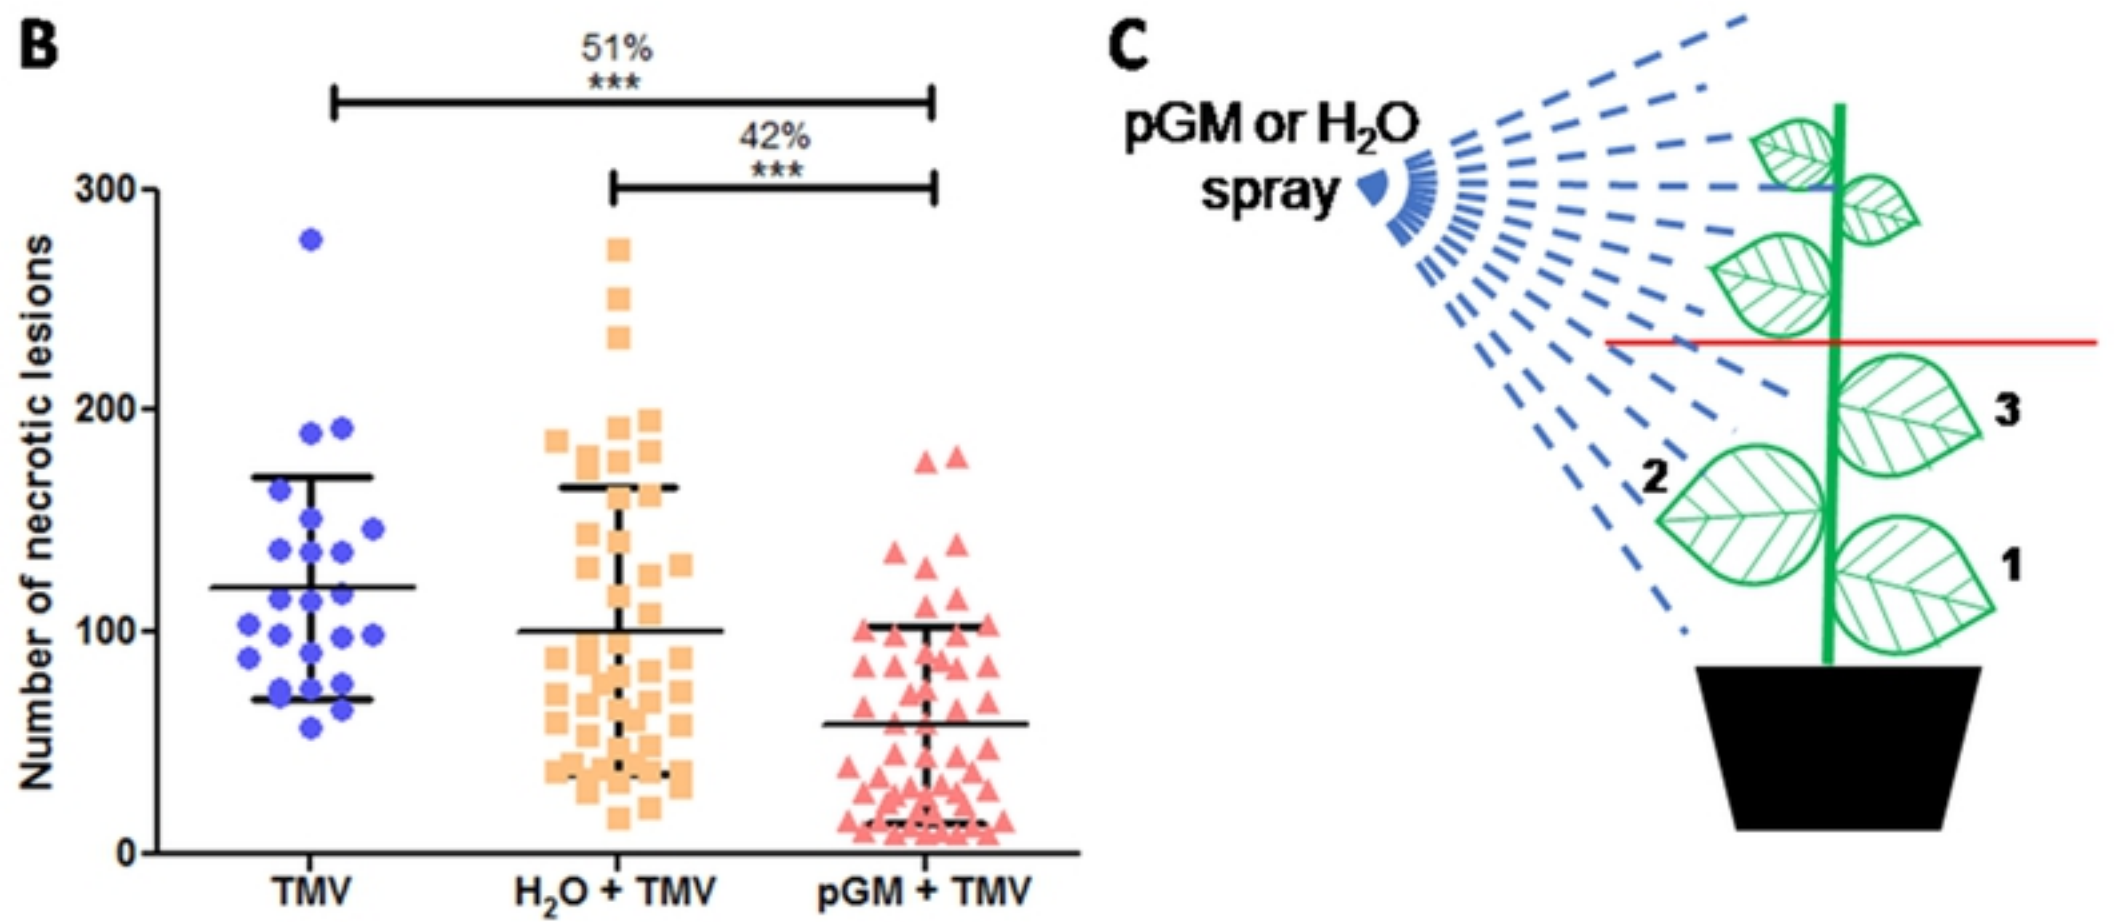 B
51%
***
42%
***
300
200
100
0
Number of necrotic lesions
TMV
H₂O + TMV
pGM + TMV
C
pGM or H₂O
spray
3
2
1